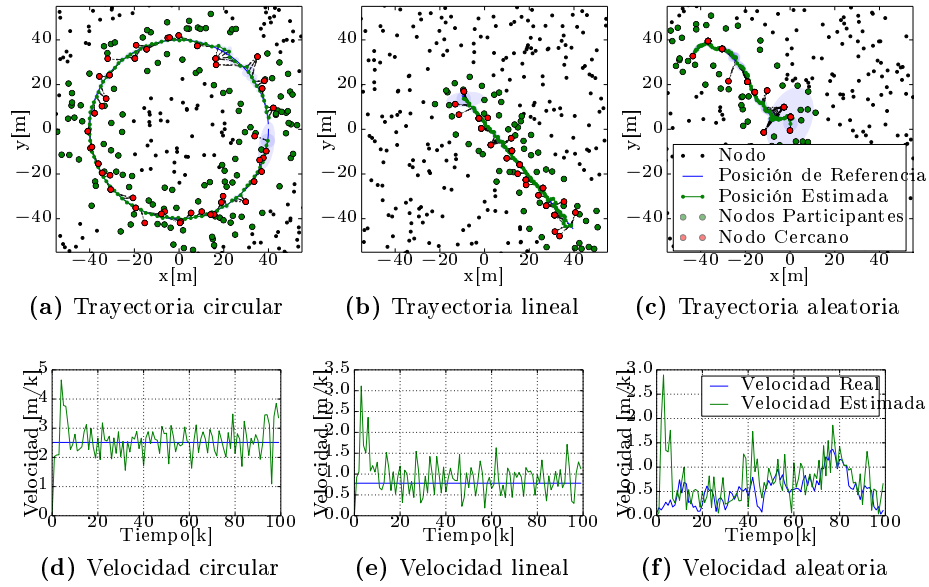 y[m]
40
20
0
−20
−40
−40 −20 0 20 40
x[m]
(a) Trayectoria circular
y[m]
40
20
0
−20
−40
−40 −20 0 20 40
x[m]
(b) Trayectoria lineal
y[m]
40
20
0
−20
−40
−40 −20 0 20 40
x[m]
Nodo
Posición de Referencia
Posición Estimada
Nodos Participantes
Nodo Cercano
(c) Trayectoria aleatoria
Velocidad [m/k]
5
4
3
2
1
0
0 20 40 60 80 100
Tiempo[k]
(d) Velocidad circular
Velocidad [m/k]
3.5
3.0
2.5
2.0
1.5
1.0
0.5
0.0
0 20 40 60 80 100
Tiempo[k]
(e) Velocidad lineal
Velocidad [m/k]
3.0
2.5
2.0
1.5
1.0
0.5
0.0
0 20 40 60 80 100
Tiempo[k]
Velocidad Real
Velocidad Estimada
(f) Velocidad aleatoria